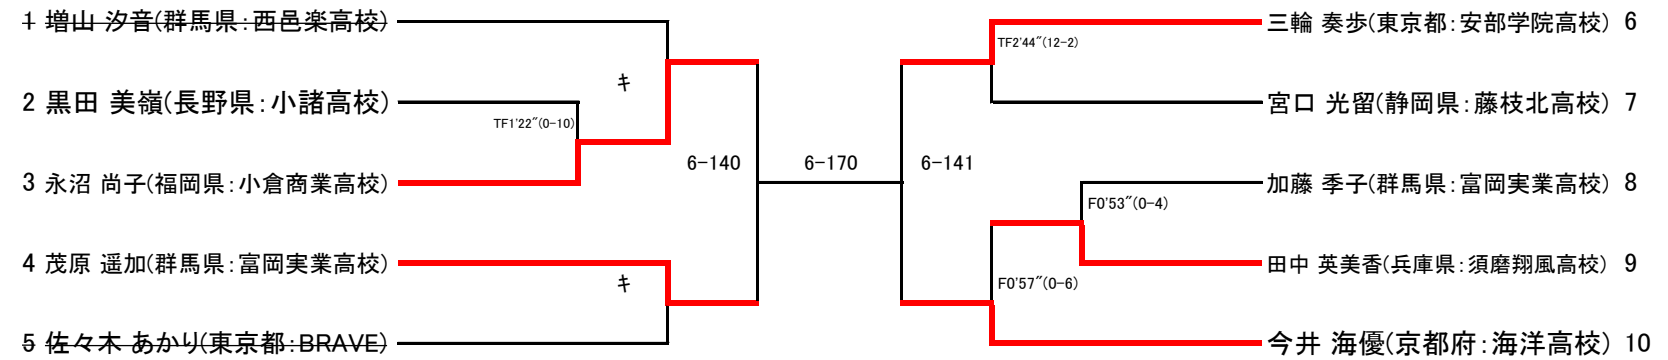 1 増山 汐音(群馬県：西邑楽高校)
キ
2 黒田 美嶺(長野県：小諸高校)
TF1'22"(0-10)
3 永沼 尚子(福岡県：小倉商業高校)
6-140
4 茂原 遥加(群馬県：富岡実業高校)
キ
5 佐々木 あかり(東京都：BRAVE)
6-170
三輪 奏歩(東京都：安部学院高校) 6
TF2'44"(12-2)
宮口 光留(静岡県：藤枝北高校) 7
6-141
加藤 季子(群馬県：富岡実業高校) 8
F0'53"(0-4)
田中 英美香(兵庫県：須磨翔風高校) 9
F0'57"(0-6)
今井 海優(京都府：海洋高校) 10